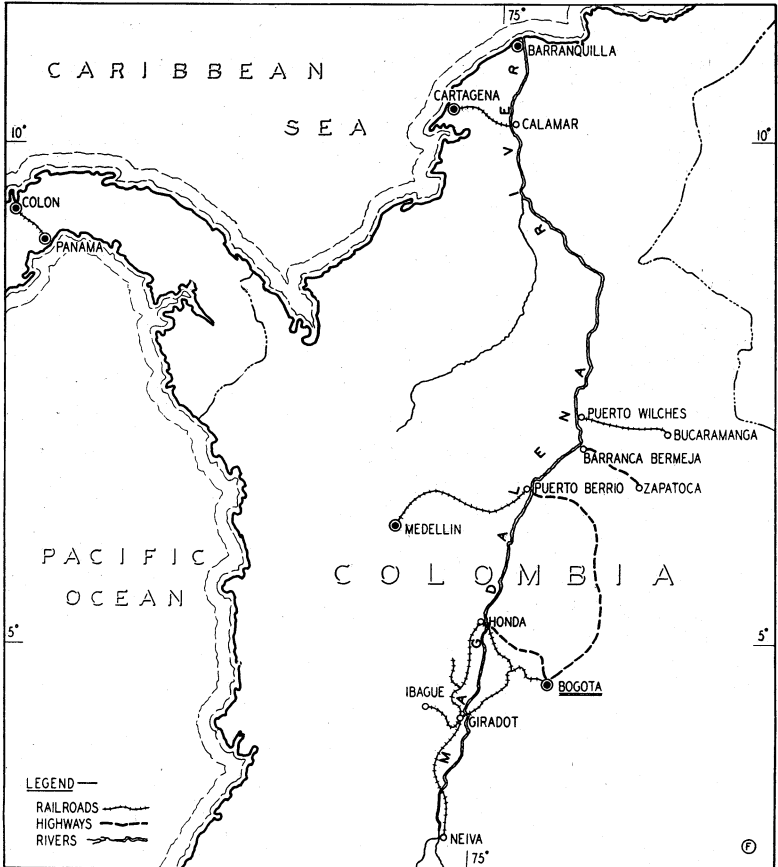 75°
BARRANQUILLA
CARIBBEAN
SEA
CARTAGENA
CALAMAR
10°
10°
COLON
PANAMA
MAGDALENA RIVER
PUERTO WILCHES
BUCARAMANGA
BARRANCA BERMEJA
PUERTO BERRIO
ZAPATOCA
MEDELLIN
PACIFIC
OCEAN
COLOMBIA
HONDA
5°
5°
IBAGUE
BOGOTA
GIRADOT
LEGEND —
RAILROADS
HIGHWAYS
RIVERS
NEIVA
75°
F